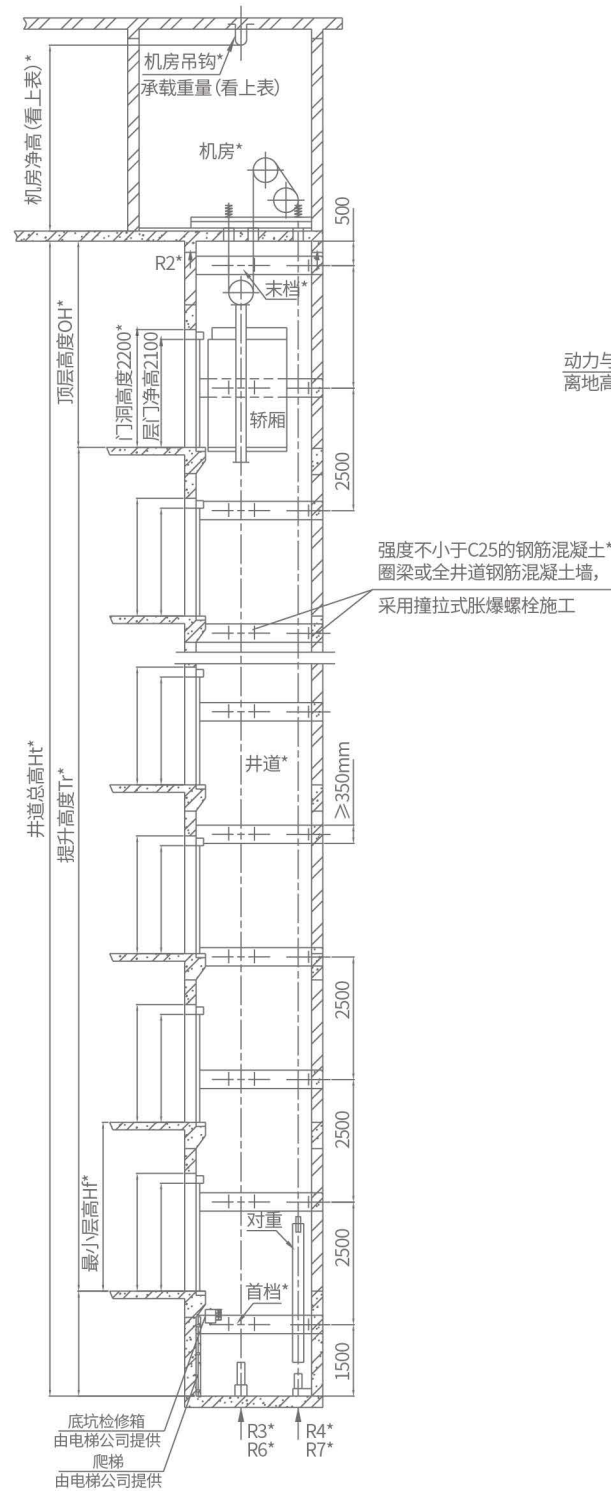 机房吊钩*
承载重量(看上表)
机房净高(看上表)*
机房*
500
R2*
末档*
顶层高度OH*
门洞高度2200*
层门净高2100
轿厢
动力与
离地高
2500
强度不小于C25的钢筋混凝土*
圈梁或全井道钢筋混凝土墙,
采用撞拉式胀爆螺栓施工
井道总高Ht*
提升高度Tr*
井道*
≥350mm
2500
2500
最小层高Hf*
对重
2500
首档*
1500
底坑检修箱
由电梯公司提供
爬梯
由电梯公司提供
R3*
R6*
R4*
R7*